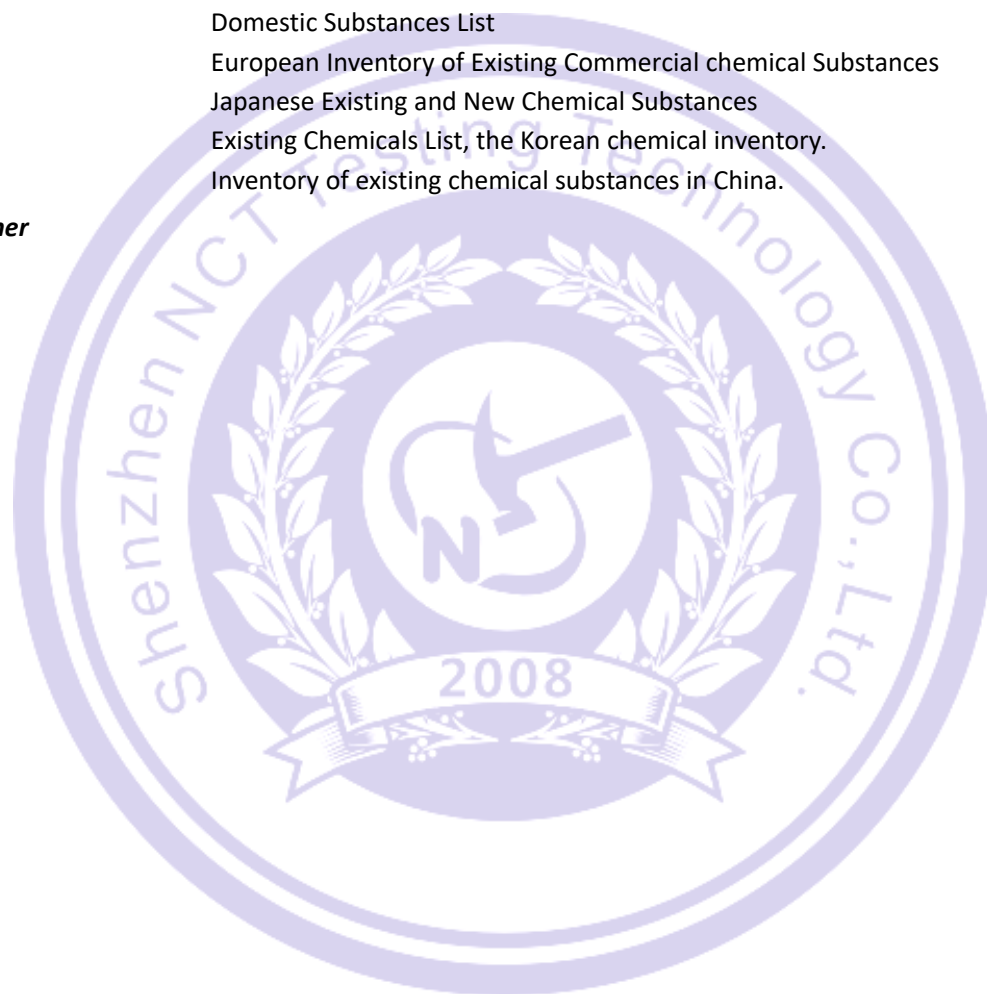 Domestic Substances List
European Inventory of Existing Commercial chemical Substances
Japanese Existing and New Chemical Substances
Existing Chemicals List, the Korean chemical inventory.
Inventory of existing chemical substances in China.
ner
Shenzhen NCT Testing Technology Co.,Ltd.
N
2008